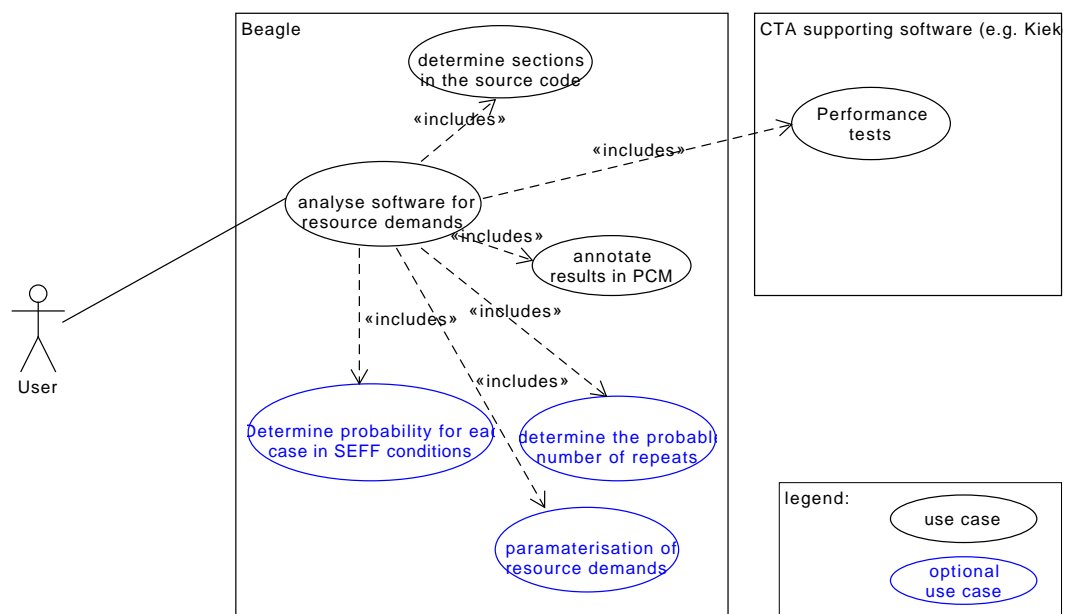 Beagle
CTA supporting software (e.g. Kiek
determine sections
in the source code
«includes»
Performance
tests
«includes»
analyse software for
resource demands
«includes»
annotate
results in PCM
«includes»
«includes»
User
«includes»
Determine probability for eac
case in SEFF conditions
determine the probable
number of repeats
legend:
use case
paramaterisation of
resource demands
optional
use case